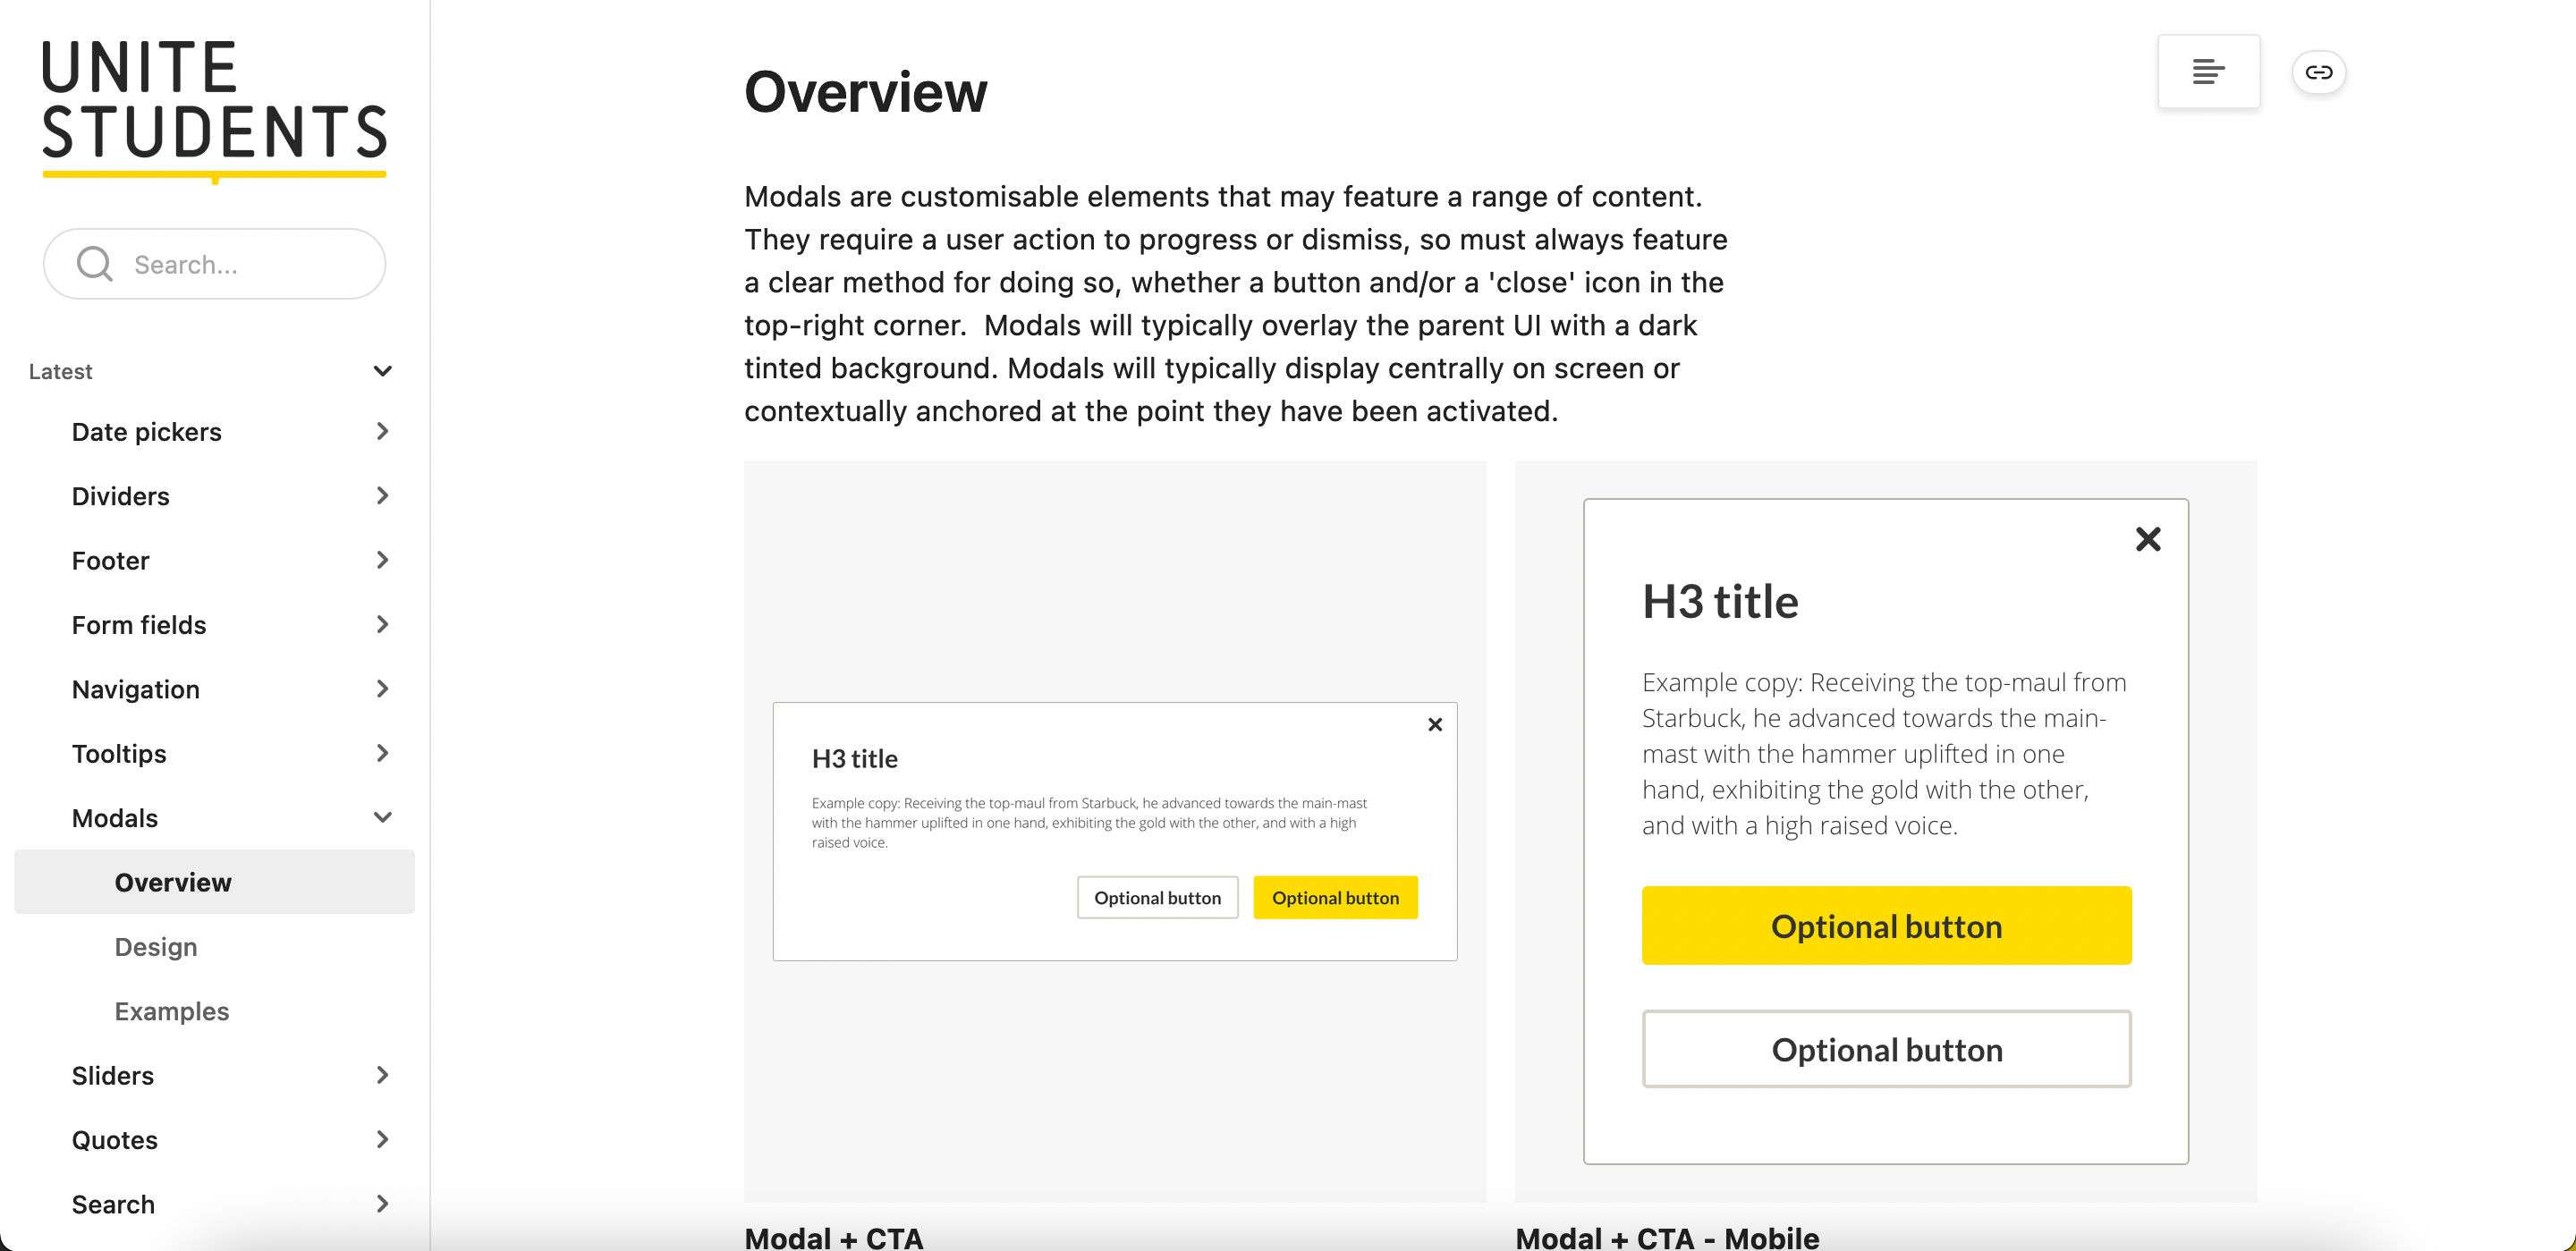 UNITE
STUDENTS
Search...
Latest
Date pickers
Dividers
Footer
Form fields
Navigation
Tooltips
Modals
Overview
Design
Examples
Sliders
Quotes
Search
Overview
Modals are customisable elements that may feature a range of content.
They require a user action to progress or dismiss, so must always feature
a clear method for doing so, whether a button and/or a 'close' icon in the
top-right corner.  Modals will typically overlay the parent UI with a dark
tinted background. Modals will typically display centrally on screen or
contextually anchored at the point they have been activated.
H3 title
Example copy: Receiving the top-maul from Starbuck, he advanced towards the main-mast
with the hammer uplifted in one hand, exhibiting the gold with the other, and with a high
raised voice.
Optional button
Optional button
Modal + CTA
H3 title
Example copy: Receiving the top-maul from
Starbuck, he advanced towards the main-
mast with the hammer uplifted in one
hand, exhibiting the gold with the other,
and with a high raised voice.
Optional button
Optional button
Modal + CTA - Mobile